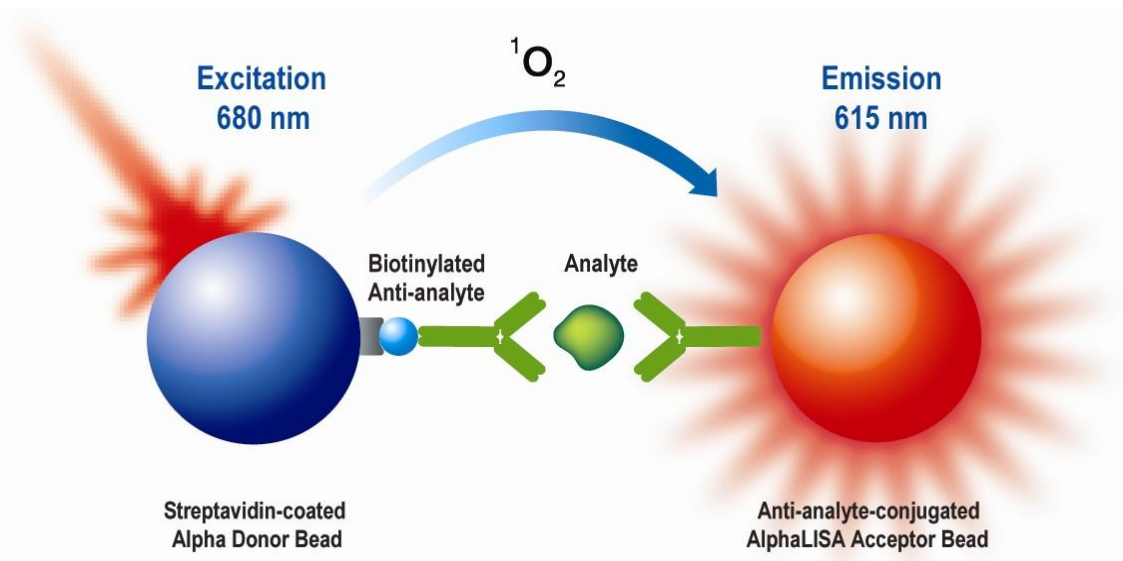 Excitation
680 nm
¹O₂
Emission
615 nm
Biotinylated
Anti-analyte
Analyte
Streptavidin-coated
Alpha Donor Bead
Anti-analyte-conjugated
AlphaLISA Acceptor Bead